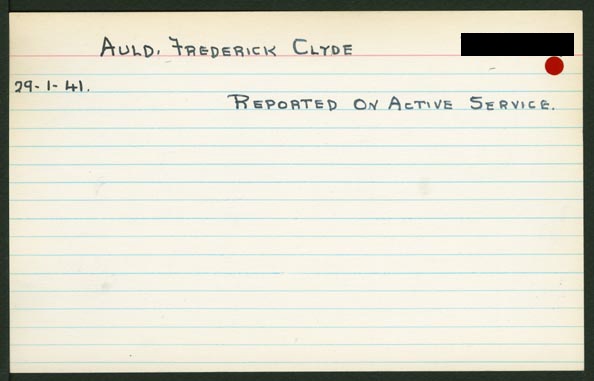 AULD, FREDERICK CLYDE
29-1-41.
REPORTED ON ACTIVE SERVICE.